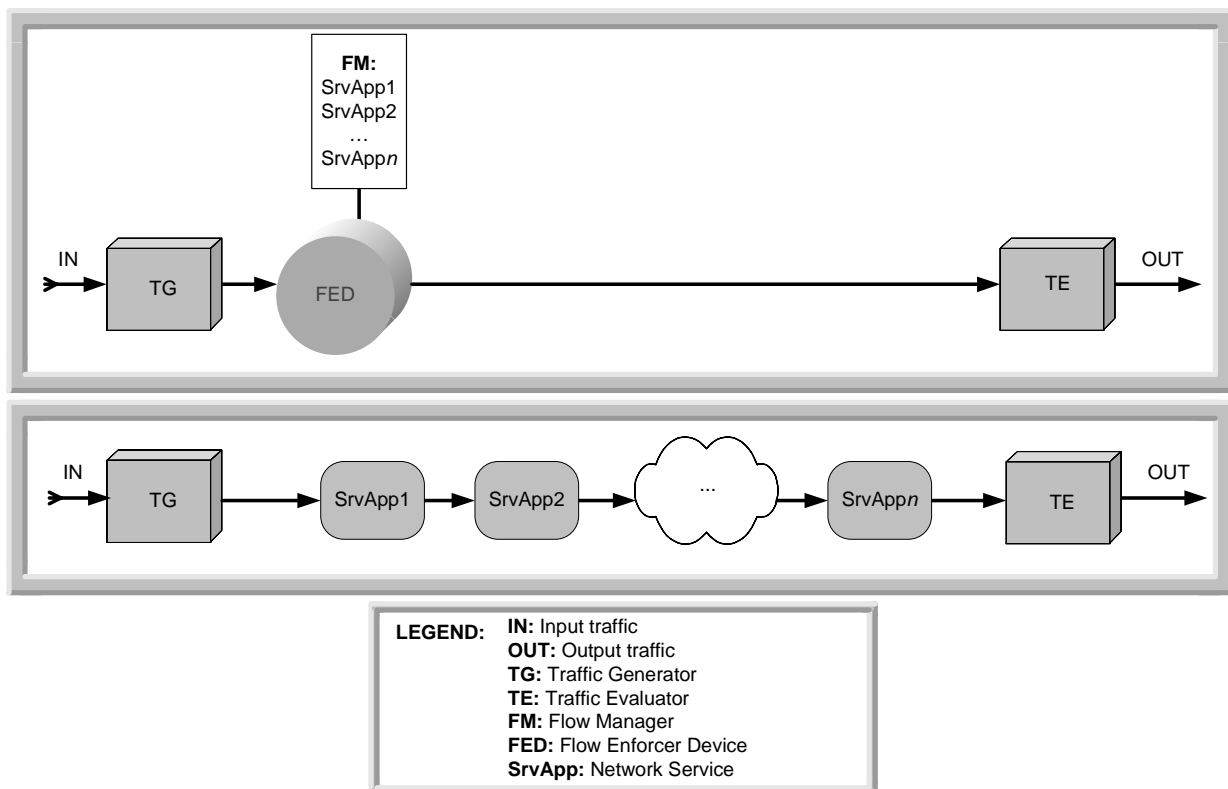 FM:
SrvApp1
SrvApp2
...
SrvAppn
IN
TG
FED
TE
OUT
IN
TG
SrvApp1
SrvApp2
...
SrvAppn
TE
OUT
LEGEND:
IN: Input traffic
OUT: Output traffic
TG: Traffic Generator
TE: Traffic Evaluator
FM: Flow Manager
FED: Flow Enforcer Device
SrvApp: Network Service